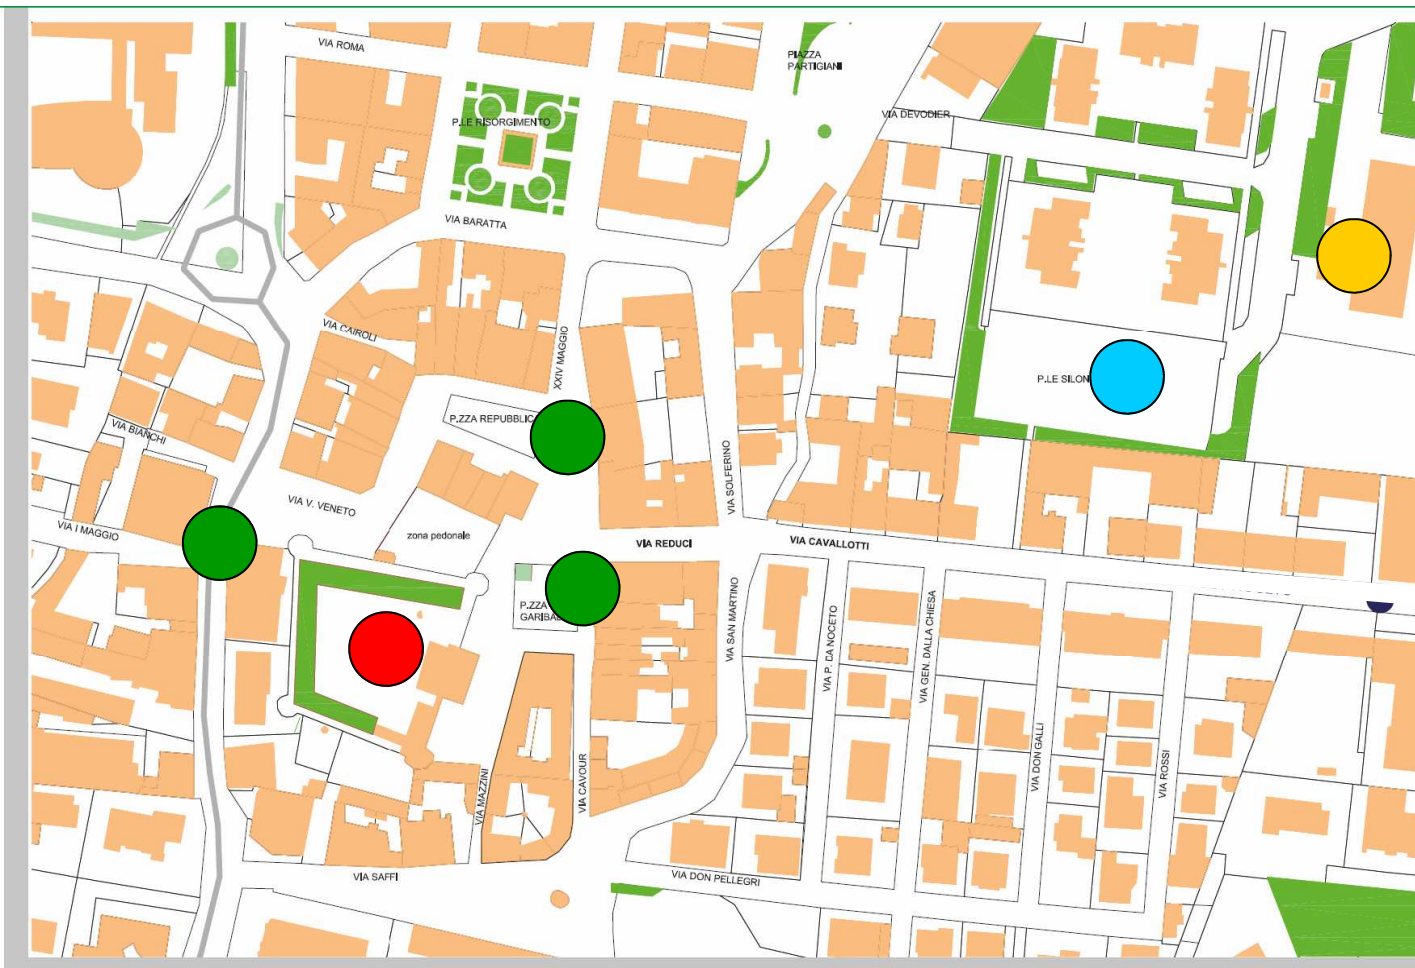 VIA ROMA
PIAZZA
PARTIGIANI
P.LE RISORGIMENTO
VIA DEVODIER
VIA BARATTA
VIA CAIROLI
XXIV MAGGIO
P.LE SILON
P.ZZA REPUBBLIC
VIA BIANCHI
VIA SOLFERINO
VIA V. VENETO
VIA I MAGGIO
zona pedonale
VIA REDUCI
VIA CAVALLOTTI
P.ZZA
GARIBAL
VIA SAN MARTINO
VIA P. DA NOCETO
VIA GEN. DALLA CHIESA
VIA DON GALLI
VIA ROSSI
VIA MAZZINI
VIA CAVOUR
VIA SAFFI
VIA DON PELLEGRI